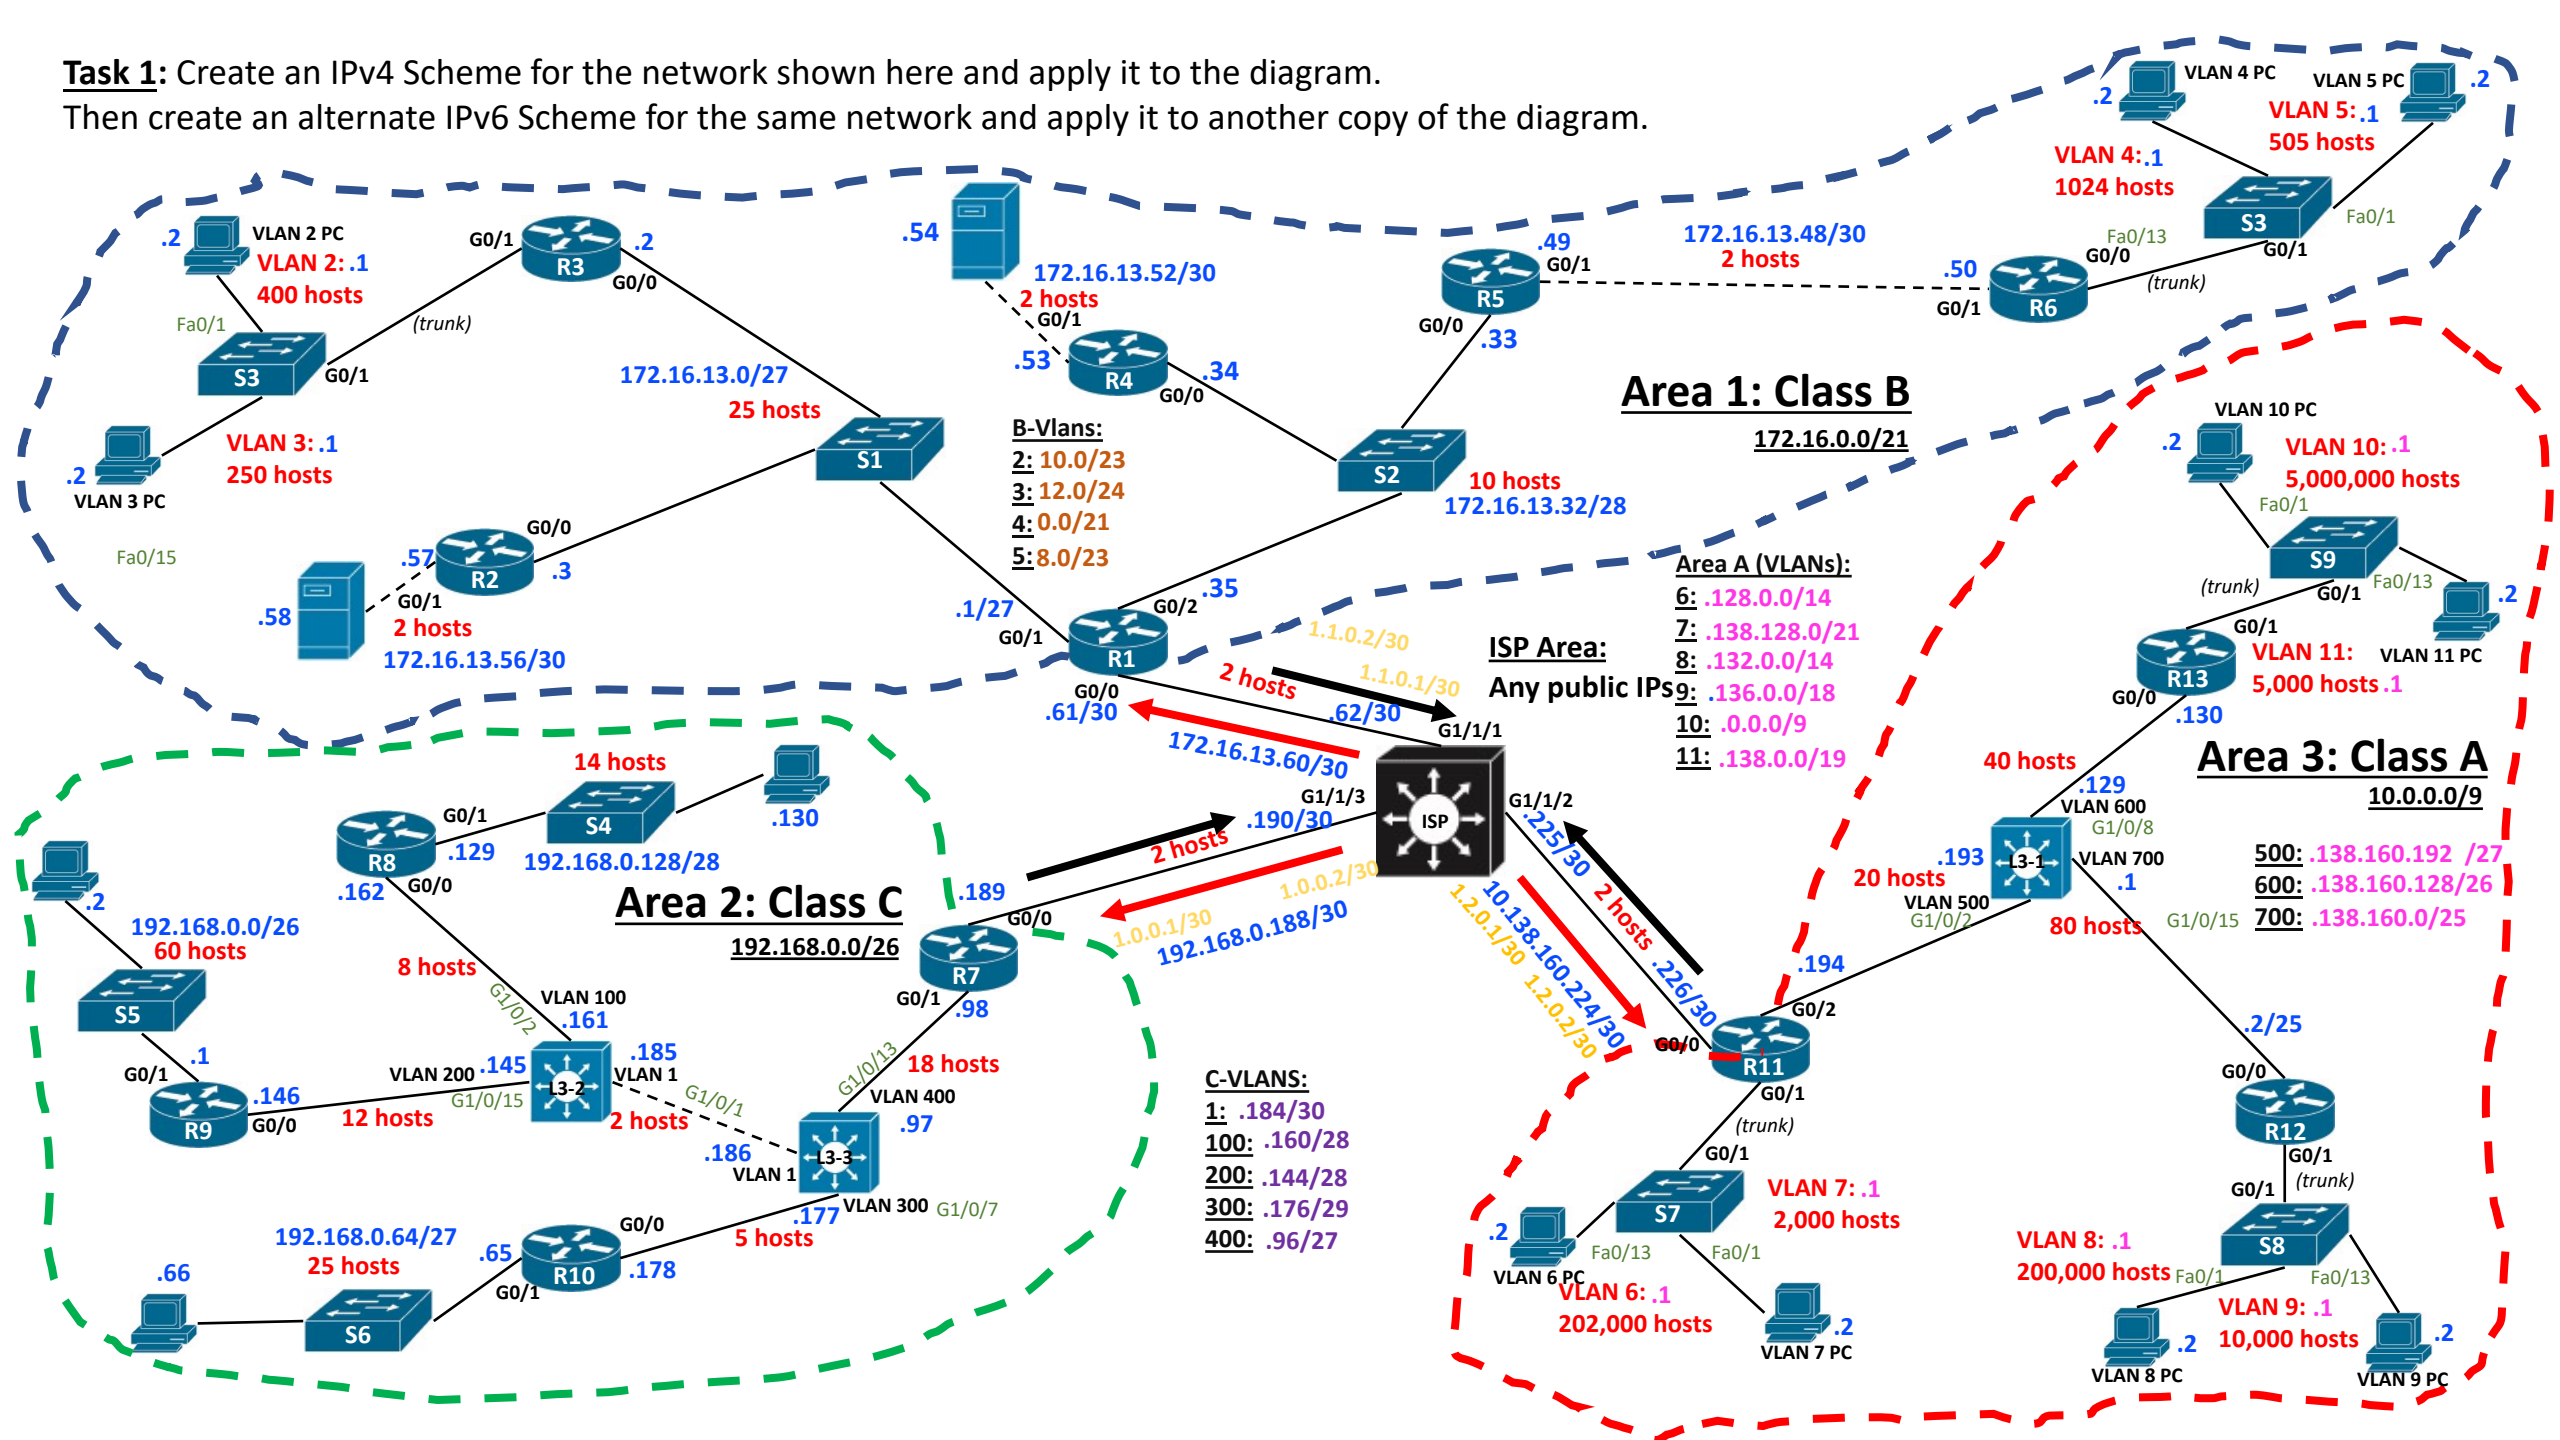 Task 1: Create an IPv4 Scheme for the network shown here and apply it to the diagram.
Then create an alternate IPv6 Scheme for the same network and apply it to another copy of the diagram.
VLAN 4 PC
.2
VLAN 5 PC
.2
VLAN 5: .1
505 hosts
VLAN 4: .1
1024 hosts
S3
Fa0/1
Fa0/13
G0/0
G0/1
(trunk)
R6
.50
G0/1
172.16.13.48/30
2 hosts
.49
G0/1
R5
G0/0
.33
.2
VLAN 2 PC
VLAN 2: .1
400 hosts
Fa0/1
S3
G0/1
(trunk)
G0/1
R3
.2
G0/0
VLAN 3: .1
250 hosts
.2
VLAN 3 PC
Fa0/15
172.16.13.0/27
25 hosts
S1
.54
172.16.13.52/30
2 hosts
G0/1
.53
R4
.34
G0/0
S2
10 hosts
172.16.13.32/28
Area 1: Class B
172.16.0.0/21
B-Vlans:
2: 10.0/23
3: 12.0/24
4: 0.0/21
5: 8.0/23
G0/0
.57
R2
.3
G0/1
.58
2 hosts
172.16.13.56/30
.1/27
G0/1
.35
G0/2
R1
G0/0
.61/30
1.1.0.2/30
1.1.0.1/30
2 hosts
.62/30
G1/1/1
172.16.13.60/30
ISP Area:
Any public IPs
Area A (VLANs):
6: .128.0.0/14
7: .138.128.0/21
8: .132.0.0/14
9: .136.0.0/18
10: .0.0.0/9
11: .138.0.0/19
VLAN 10 PC
.2
VLAN 10: .1
5,000,000 hosts
Fa0/1
S9
(trunk)
G0/1
Fa0/13
.2
G0/1
R13
VLAN 11:
5,000 hosts .1
VLAN 11 PC
G0/0
.130
Area 3: Class A
10.0.0.0/9
40 hosts
.129
VLAN 600
G1/0/8
.193
L3-1
VLAN 700
.1
20 hosts
VLAN 500
G1/0/2
80 hosts
G1/0/15
500: .138.160.192 /27
600: .138.160.128/26
700: .138.160.0/25
G1/1/3
.190/30
ISP
G1/1/2
.225/30
2 hosts
.226/30
10.138.160.224/30
1.2.0.1/30
1.2.0.2/30
.194
G0/2
G0/0
R11
G0/1
(trunk)
G0/1
S7
VLAN 7: .1
2,000 hosts
.2
Fa0/13
Fa0/1
VLAN 6 PC
VLAN 6: .1
202,000 hosts
.2
VLAN 7 PC
.2/25
G0/0
R12
G0/1
(trunk)
G0/1
S8
VLAN 8: .1
200,000 hosts
Fa0/1
Fa0/13
VLAN 9: .1
10,000 hosts
.2
VLAN 8 PC
.2
VLAN 9 PC
14 hosts
G0/1
S4
.130
R8
.129
192.168.0.128/28
.162
G0/0
.2
192.168.0.0/26
60 hosts
Area 2: Class C
192.168.0.0/26
2 hosts
.189
G0/0
1.0.0.2/30
1.0.0.1/30
192.168.0.188/30
R7
G0/1
.98
8 hosts
G1/0/2
VLAN 100
.161
S5
.1
G0/1
R9
.146
G0/0
12 hosts
VLAN 200
.145
G1/0/15
L3-2
.185
VLAN 1
2 hosts
G1/0/1
G1/0/13
18 hosts
VLAN 400
.97
.186
VLAN 1
L3-3
VLAN 300
G1/0/7
.177
5 hosts
G0/0
R10
.178
192.168.0.64/27
25 hosts
.65
G0/1
.66
S6
C-VLANS:
1: .184/30
100: .160/28
200: .144/28
300: .176/29
400: .96/27